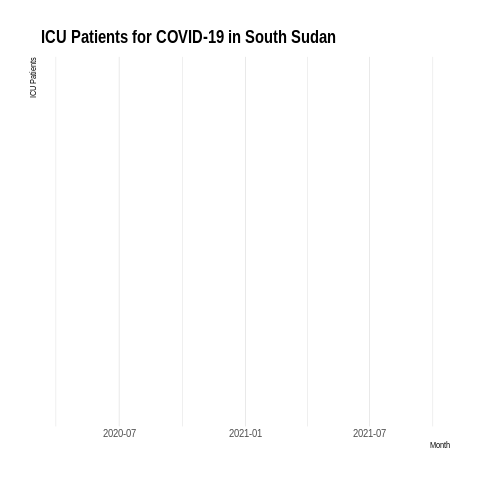 ICU Patients for COVID-19 in South Sudan
ICU Patients
2020-07
2021-01
2021-07
Month